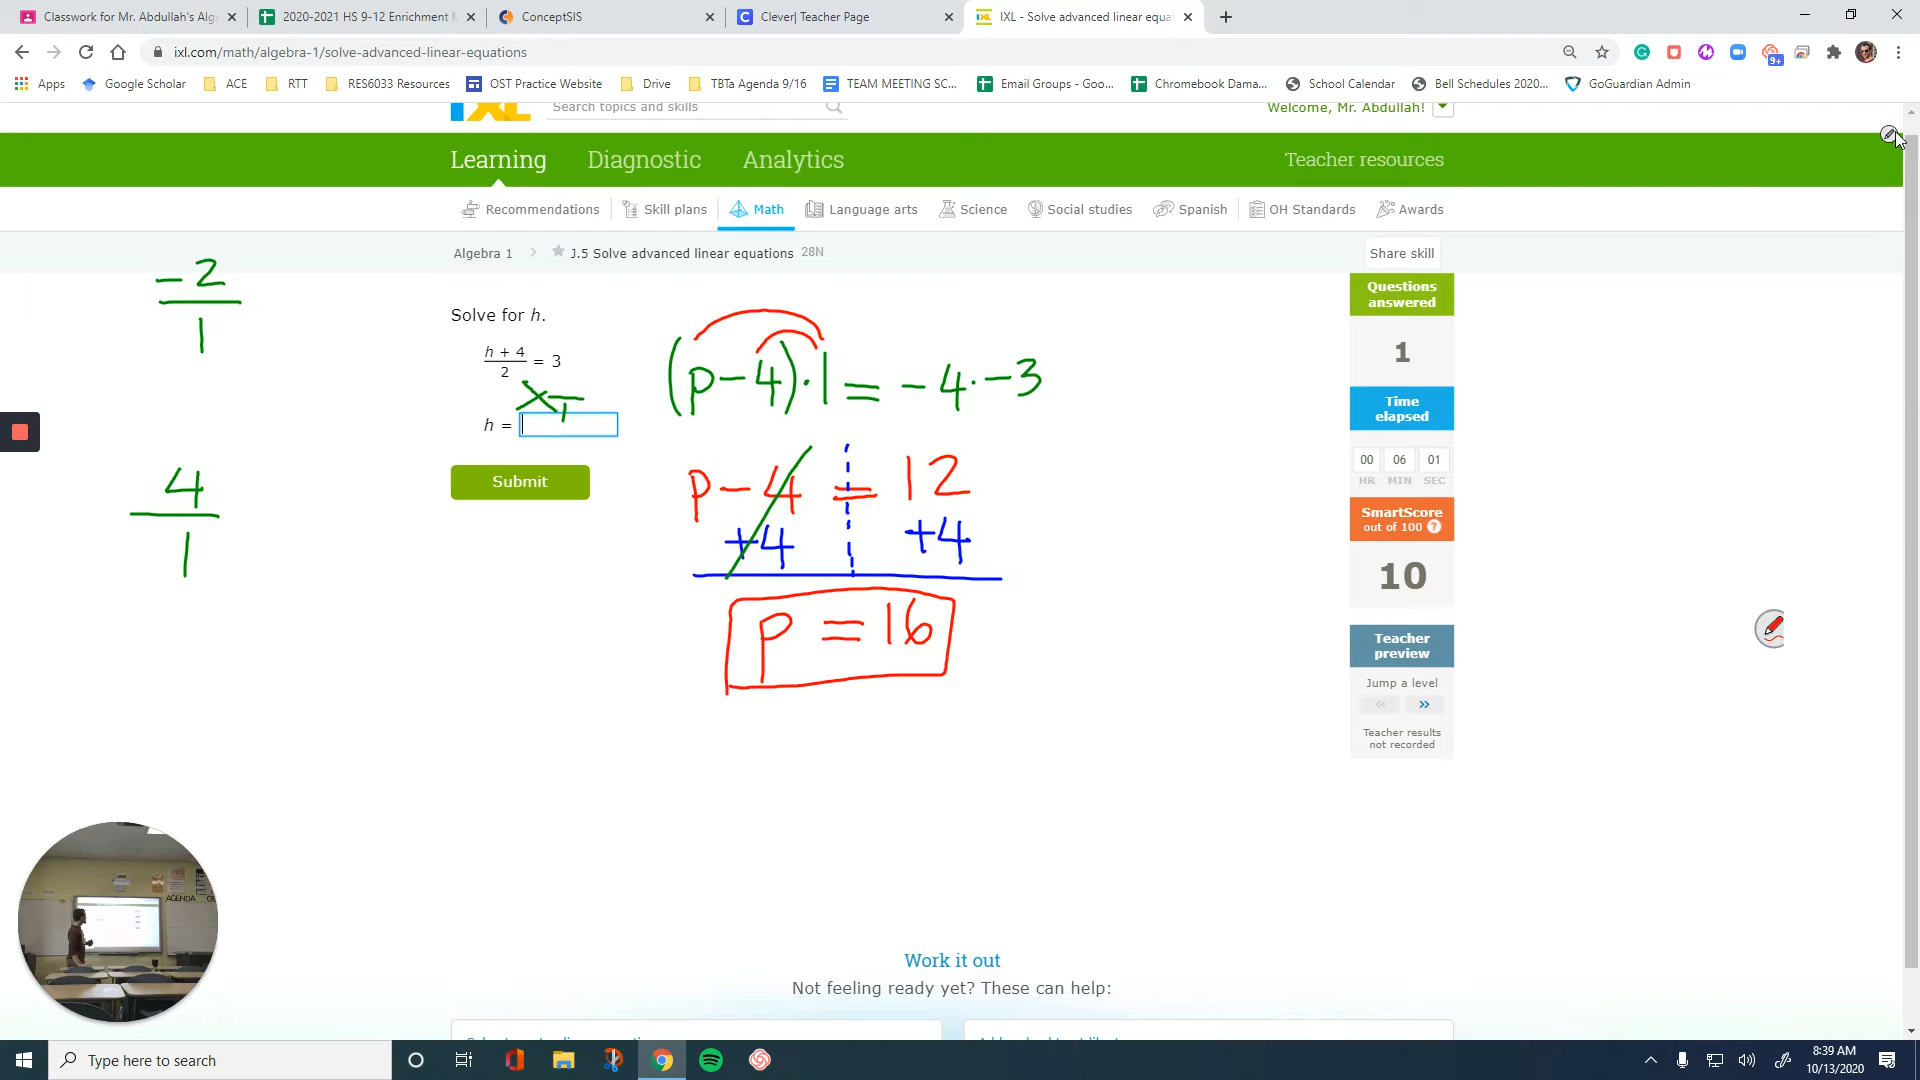 Classwork for Mr. Abdullah's Alg
2020-2021 HS 9-12 Enrichment M
ConceptSIS
Clever| Teacher Page
IXL - Solve advanced linear equa
ixl.com/math/algebra-1/solve-advanced-linear-equations
9+
Apps
Google Scholar
ACE
RTT
RES6033 Resources
OST Practice Website
Drive
TBTa Agenda 9/16
TEAM MEETING SC...
Email Groups - Goo...
Chromebook Dama...
School Calendar
Bell Schedules 2020...
GoGuardian Admin
IXL
Search topics and skills
Welcome, Mr. Abdullah!
Learning
Diagnostic
Analytics
Teacher resources
Recommendations
Skill plans
Math
Language arts
Science
Social studies
Spanish
OH Standards
Awards
Algebra 1
J.5 Solve advanced linear equations
28N
Share skill
-2
1
4
1
Solve for h.
h + 4
2
= 3
h =
Submit
(p-4)·1 = -4·-3
p-4 = 12
+4 +4
p = 16
Questions
answered
1
Time
elapsed
00 06 01
HR MIN SEC
SmartScore
out of 100 ?
10
Teacher
preview
Jump a level
<< >>
Teacher results
not recorded
AGENDA
Work it out
Not feeling ready yet? These can help:
Type here to search
8:39 AM
10/13/2020